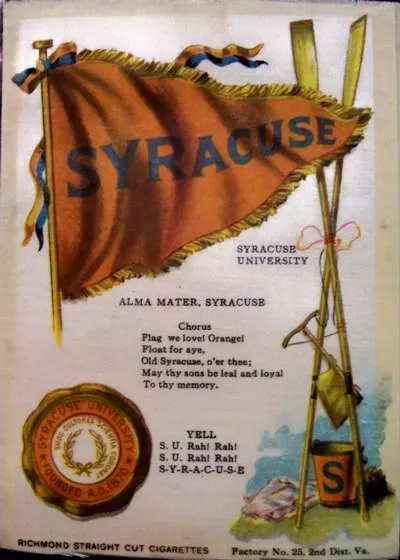 SYRACUSE
SYRACUSE
UNIVERSITY
ALMA MATER, SYRACUSE
Chorus
Flag we love! Orange!
Float for aye,
Old Syracuse, o'er thee;
May thy sons be leal and loyal
To thy memory.
SYRACUSE UNIVERSITY
FOUNDED A.D. 187
YELL
S. U. Rah! Rah!
S. U. Rah! Rah!
S-Y-R-A-C-U-S-E
S
RICHMOND STRAIGHT CUT CIGARETTES
Factory No. 25, 2nd Dist. Va.